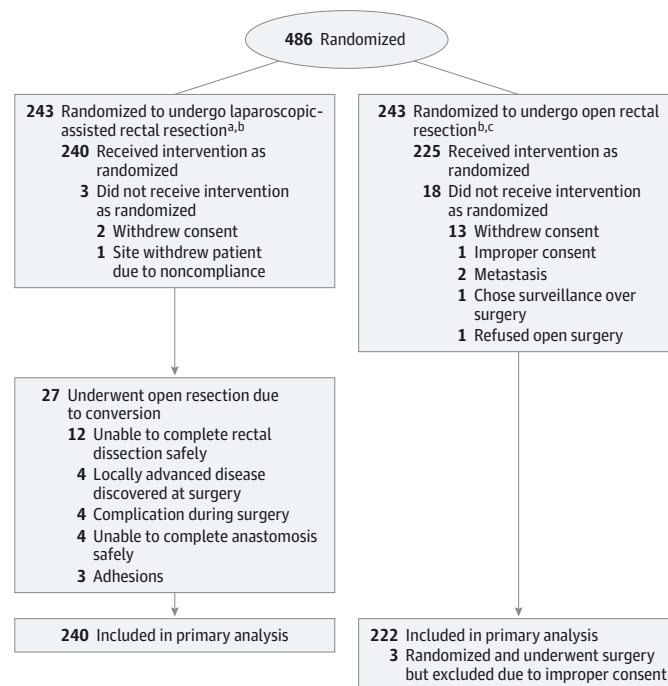 486 Randomized
243 Randomized to undergo laparoscopic-
assisted rectal resectiona,b
240 Received intervention as
randomized
3 Did not receive intervention
as randomized
2 Withdrew consent
1 Site withdrew patient
due to noncompliance
243 Randomized to undergo open rectal
resectionb,c
225 Received intervention as
randomized
18 Did not receive intervention
as randomized
13 Withdrew consent
1 Improper consent
2 Metastasis
1 Chose surveillance over
surgery
1 Refused open surgery
27 Underwent open resection due
to conversion
12 Unable to complete rectal
dissection safely
4 Locally advanced disease
discovered at surgery
4 Complication during surgery
4 Unable to complete anastomosis
safely
3 Adhesions
240 Included in primary analysis
222 Included in primary analysis
3 Randomized and underwent surgery
but excluded due to improper consent